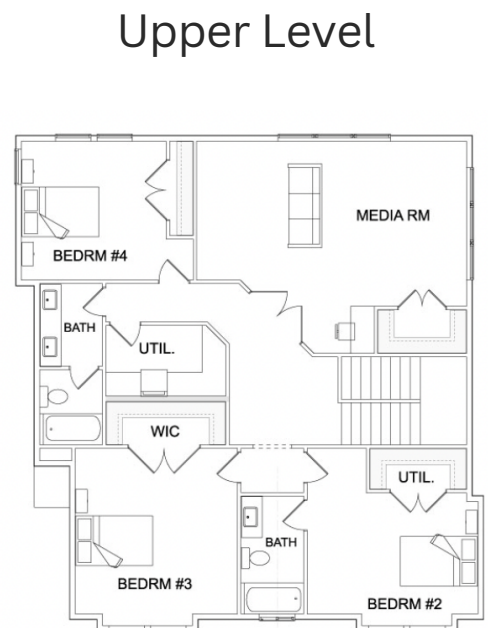 Upper Level
MEDIA RM
BEDRM #4
BATH
UTIL.
WIC
UTIL.
BATH
BEDRM #3
BEDRM #2